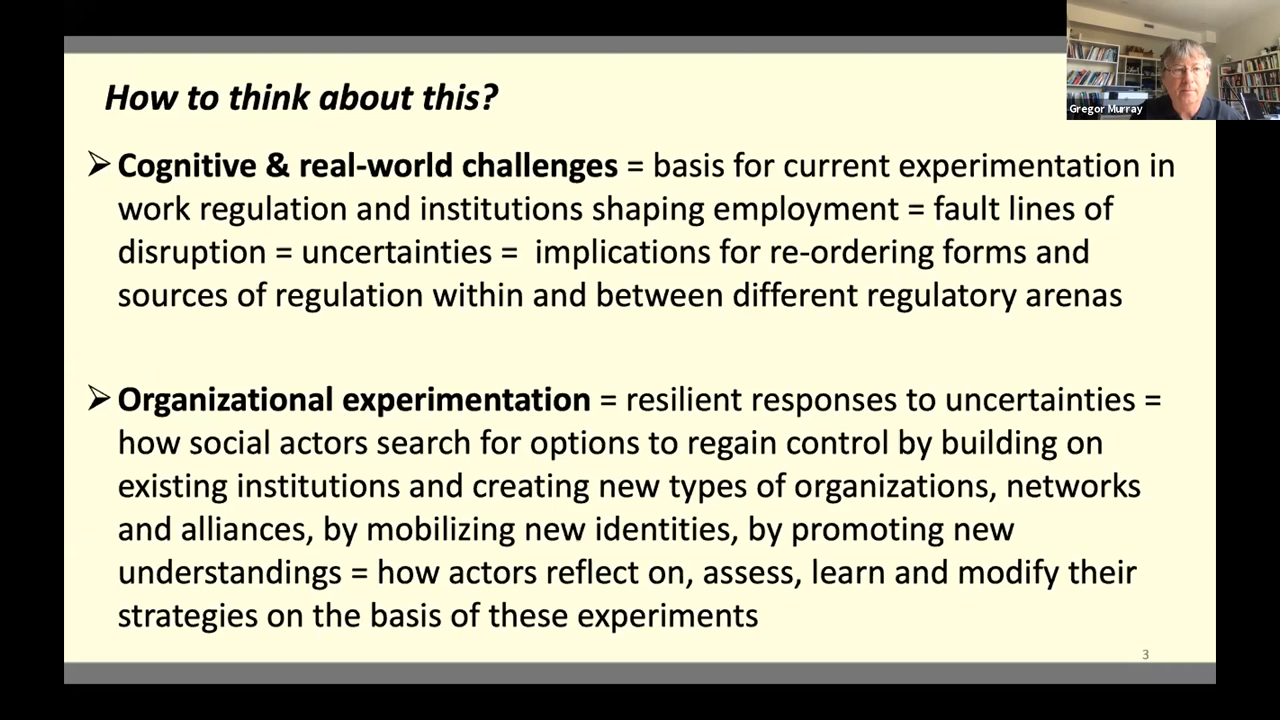 How to think about this?
Gregor Murray
➢ Cognitive & real-world challenges = basis for current experimentation in
work regulation and institutions shaping employment = fault lines of
disruption = uncertainties = implications for re-ordering forms and
sources of regulation within and between different regulatory arenas
➢ Organizational experimentation = resilient responses to uncertainties =
how social actors search for options to regain control by building on
existing institutions and creating new types of organizations, networks
and alliances, by mobilizing new identities, by promoting new
understandings = how actors reflect on, assess, learn and modify their
strategies on the basis of these experiments
3